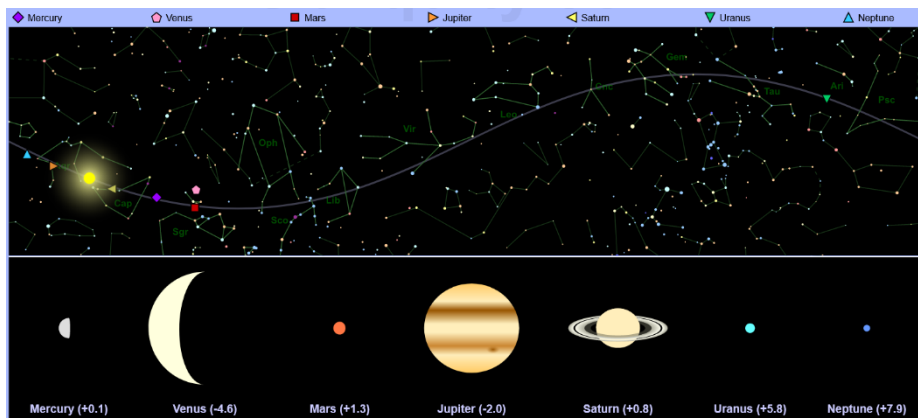 Mercury Venus Mars Jupiter Saturn Uranus Neptune
Gem
Cnc Tau Ari
Leo Psc
Vir
Oph
Cap Lib
Sco
Sgr
Mercury (+0.1) Venus (-4.6) Mars (+1.3) Jupiter (-2.0) Saturn (+0.8) Uranus (+5.8) Neptune (+7.9)